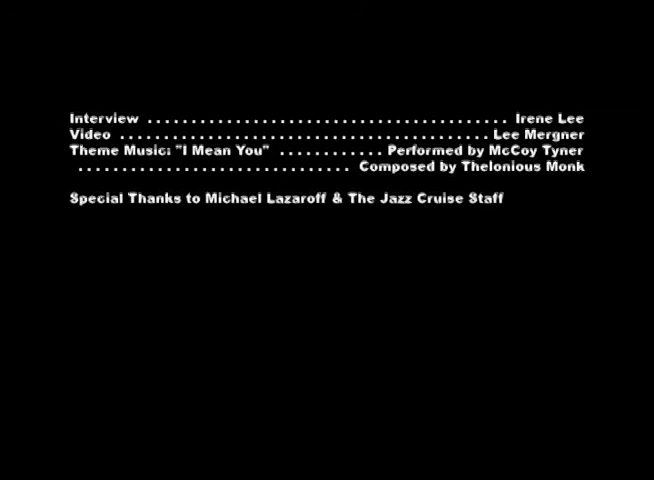 Interview ......................................... Irene Lee
Video .......................................... Lee Mergner
Theme Music: "I Mean You" ............ Performed by McCoy Tyner
............................... Composed by Thelonious Monk
Special Thanks to Michael Lazaroff & The Jazz Cruise Staff